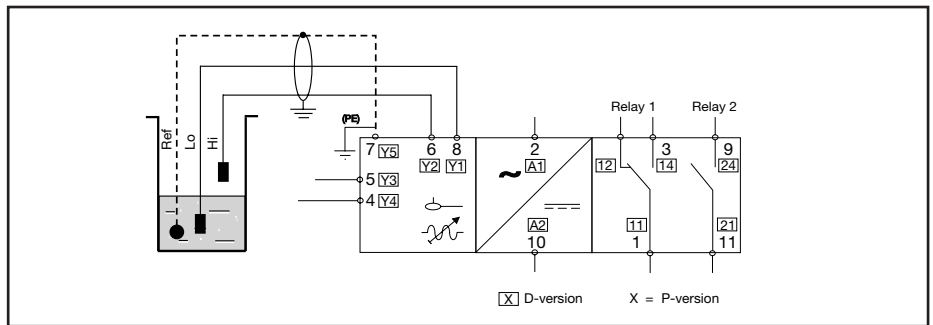 Relay 1 Relay 2
(PE)
Ref
Lo
Hi
7 Y5 6 8 2 3 9
Y2 Y1 A1 12 14 24
5 Y3
4 Y4
A2 11 21
10 1 11
X D-version X = P-version